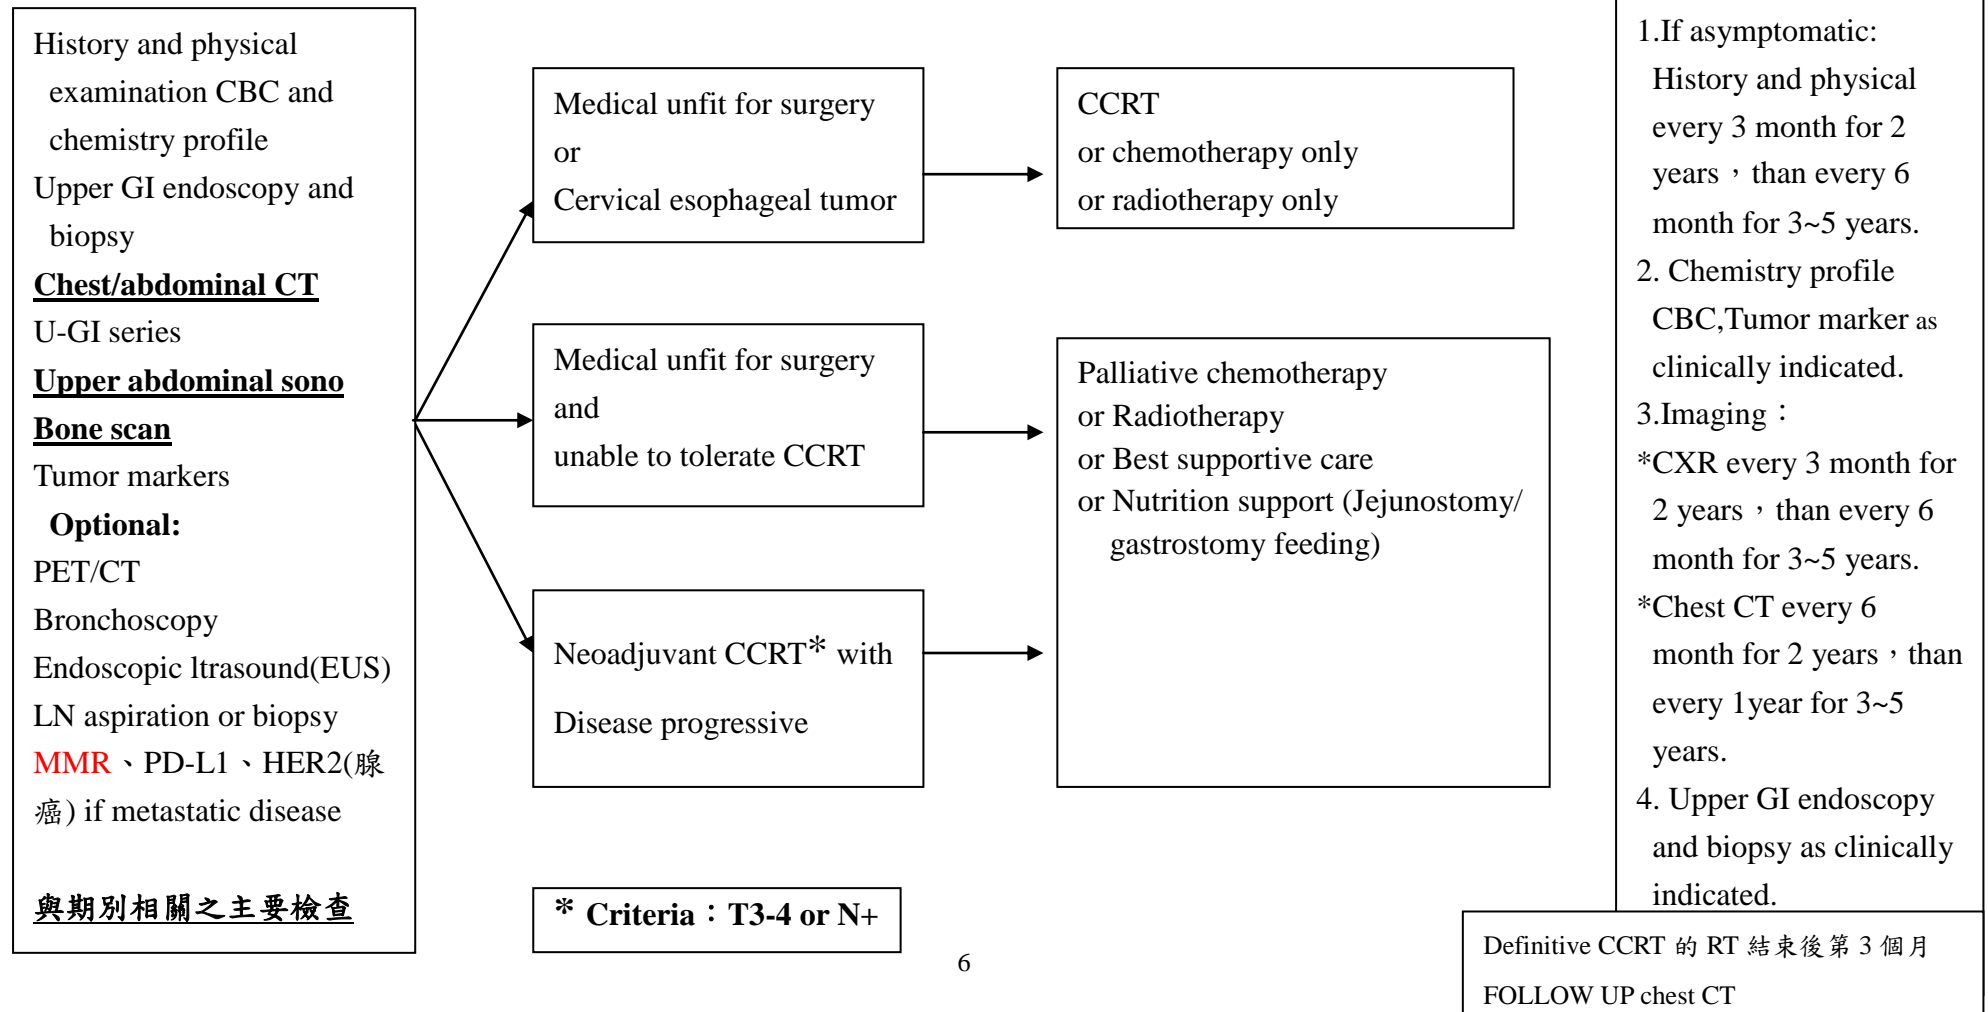 History and physical
examination CBC and
chemistry profile
Upper GI endoscopy and
biopsy
Chest/abdominal CT
U-GI series
Upper abdominal sono
Bone scan
Tumor markers
Optional:
PET/CT
Bronchoscopy
Endoscopic ltrasound(EUS)
LN aspiration or biopsy
MMR、PD-L1、HER2(腺
癌) if metastatic disease
與期別相關之主要檢查
Medical unfit for surgery
or
Cervical esophageal tumor
Medical unfit for surgery
and
unable to tolerate CCRT
Neoadjuvant CCRT* with
Disease progressive
* Criteria：T3-4 or N+
CCRT
or chemotherapy only
or radiotherapy only
Palliative chemotherapy
or Radiotherapy
or Best supportive care
or Nutrition support (Jejunostomy/
gastrostomy feeding)
1.If asymptomatic:
History and physical
every 3 month for 2
years，than every 6
month for 3~5 years.
2. Chemistry profile
CBC,Tumor marker as
clinically indicated.
3.Imaging：
*CXR every 3 month for
2 years，than every 6
month for 3~5 years.
*Chest CT every 6
month for 2 years，than
every 1year for 3~5
years.
4. Upper GI endoscopy
and biopsy as clinically
indicated.
Definitive CCRT 的 RT 結束後第 3 個月
FOLLOW UP chest CT
6